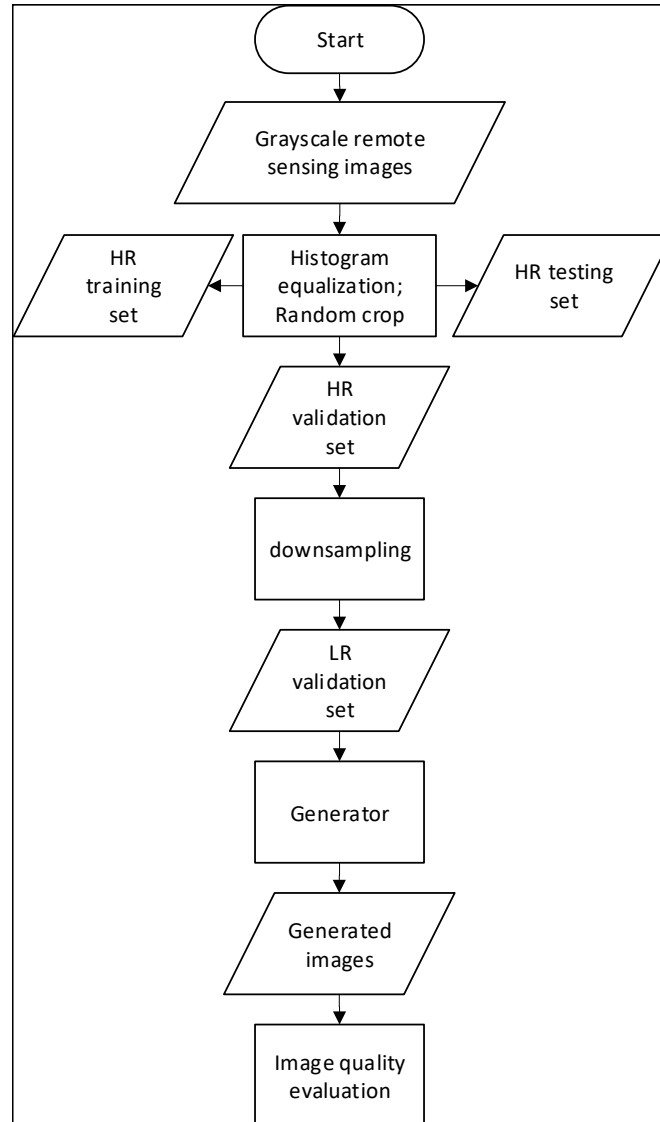 Start
Grayscale remote
sensing images
HR
training
set
Histogram
equalization;
Random crop
HR testing
set
HR
validation
set
downsampling
LR
validation
set
Generator
Generated
images
Image quality
evaluation